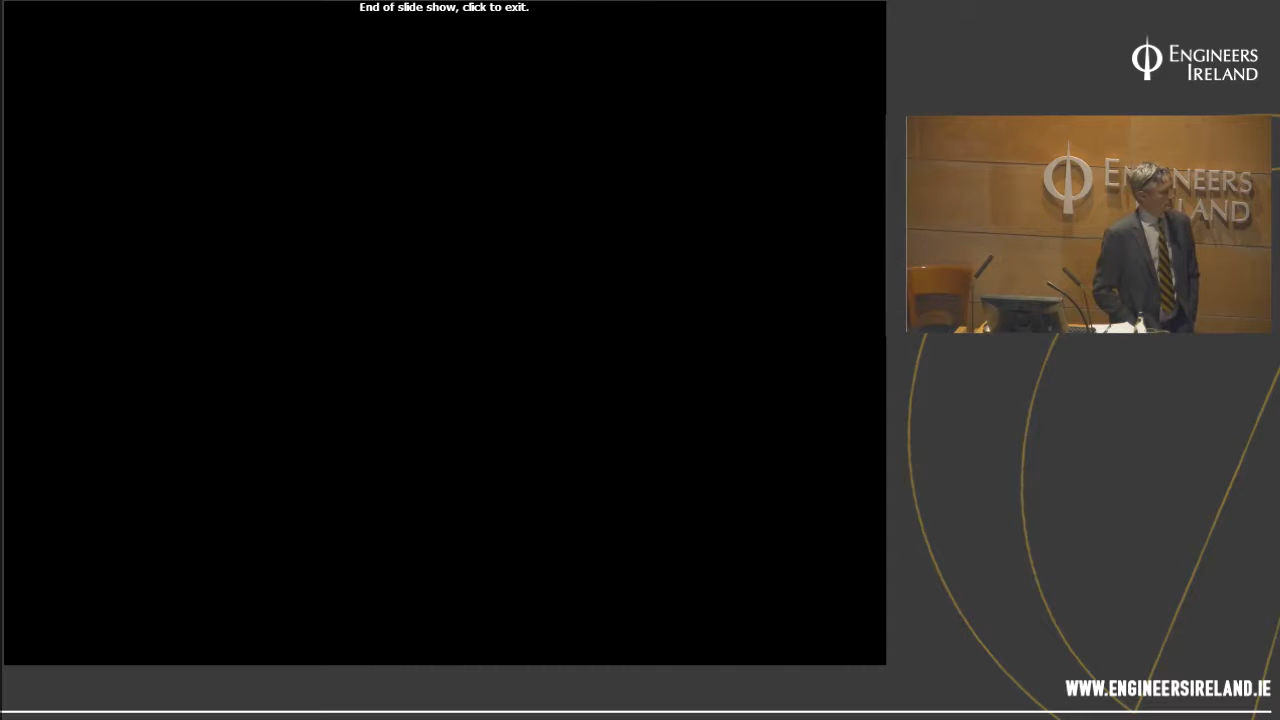 End of slide show, click to exit.
ENGINEERS
IRELAND
ENGINEERS
IRELAND
WWW.ENGINEERSIRELAND.IE